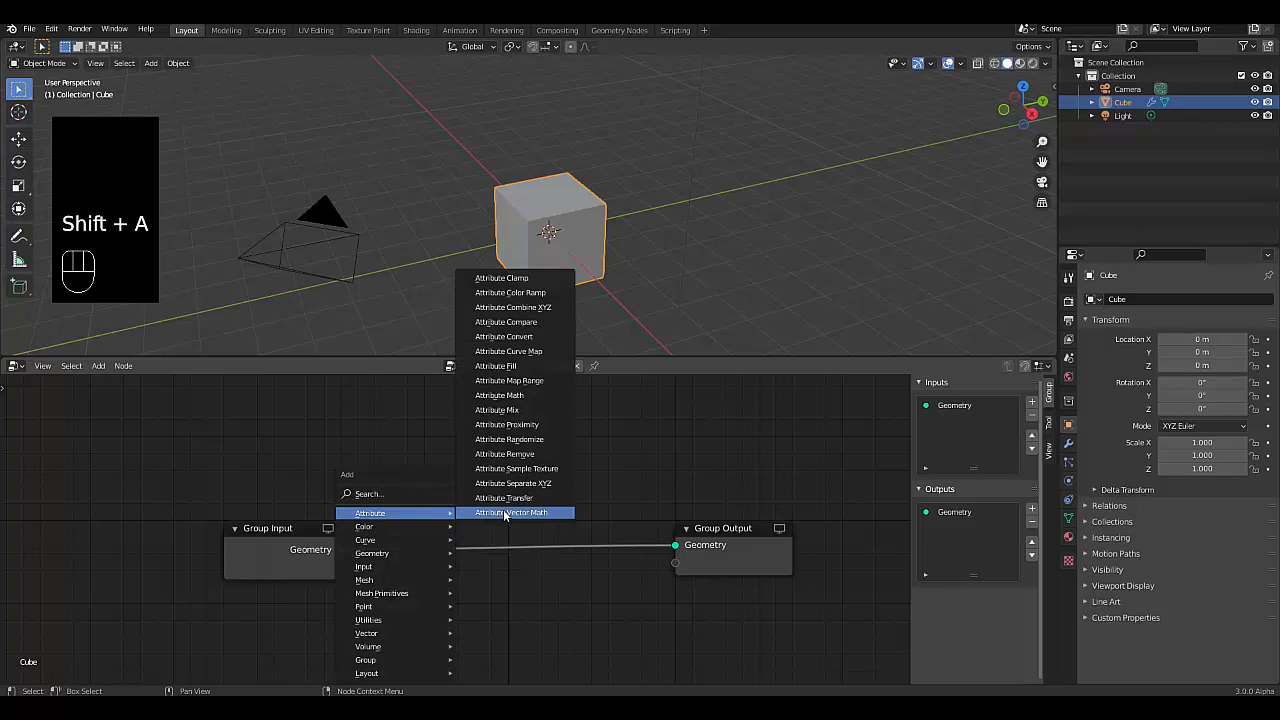 File Edit Render Window Help
Layout Modeling Sculpting UV Editing Texture Paint Shading Animation Rendering Compositing Geometry Nodes Scripting +
Scene
View Layer
Global
Options
Object Mode View Select Add Object
User Perspective
(1) Collection | Cube
Shift + A
Z
Y
X
Scene Collection
Collection
Camera
Cube
Light
Cube
Cube
Transform
Location X 0 m
Y 0 m
Z 0 m
Rotation X 0°
Y 0°
Z 0°
Mode XYZ Euler
Scale X 1.000
Y 1.000
Z 1.000
Delta Transform
Relations
Collections
Instancing
Motion Paths
Visibility
Viewport Display
Line Art
Custom Properties
View Select Add Node
Attribute Clamp
Attribute Color Ramp
Attribute Combine XYZ
Attribute Compare
Attribute Convert
Attribute Curve Map
Attribute Fill
Attribute Map Range
Attribute Math
Attribute Mix
Attribute Proximity
Attribute Randomize
Attribute Remove
Attribute Sample Texture
Attribute Separate XYZ
Attribute Transfer
Attribute Vector Math
Add
Search...
Attribute
Color
Curve
Geometry
Input
Mesh
Mesh Primitives
Point
Utilities
Vector
Volume
Group
Layout
Group Input
Geometry
Group Output
Geometry
Inputs
Geometry
Outputs
Geometry
Group
Tool
View
Cube
Select Box Select Pan View Node Context Menu 3.0.0 Alpha